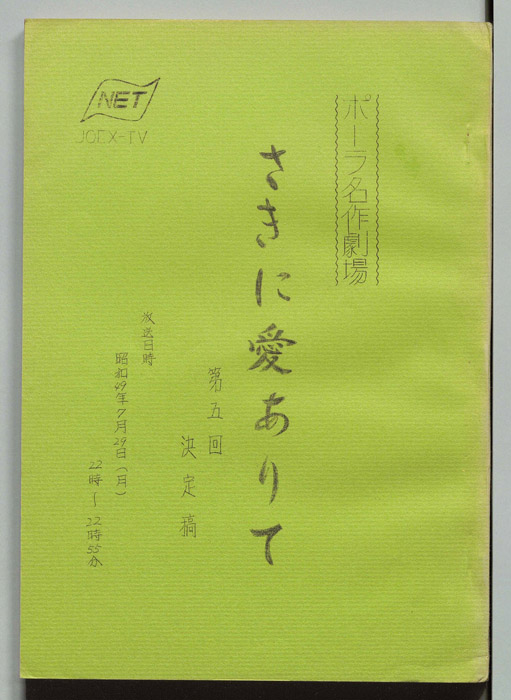 ポーラ名作劇場
さきに愛ありて
第五回
決定稿
放送日時
昭和49年7月29日(月)
22時〜22時55分
NET
JOEX-TV